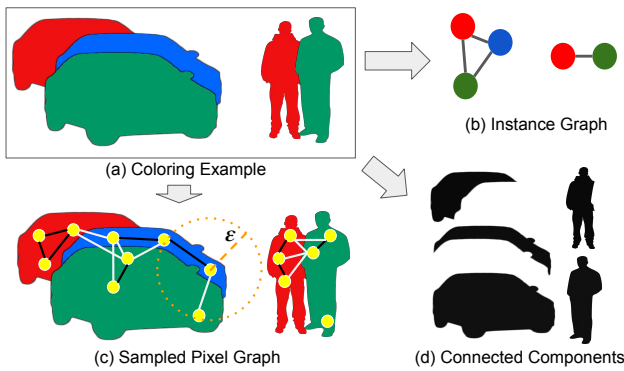 (a) Coloring Example
(b) Instance Graph
ε
(c) Sampled Pixel Graph
(d) Connected Components